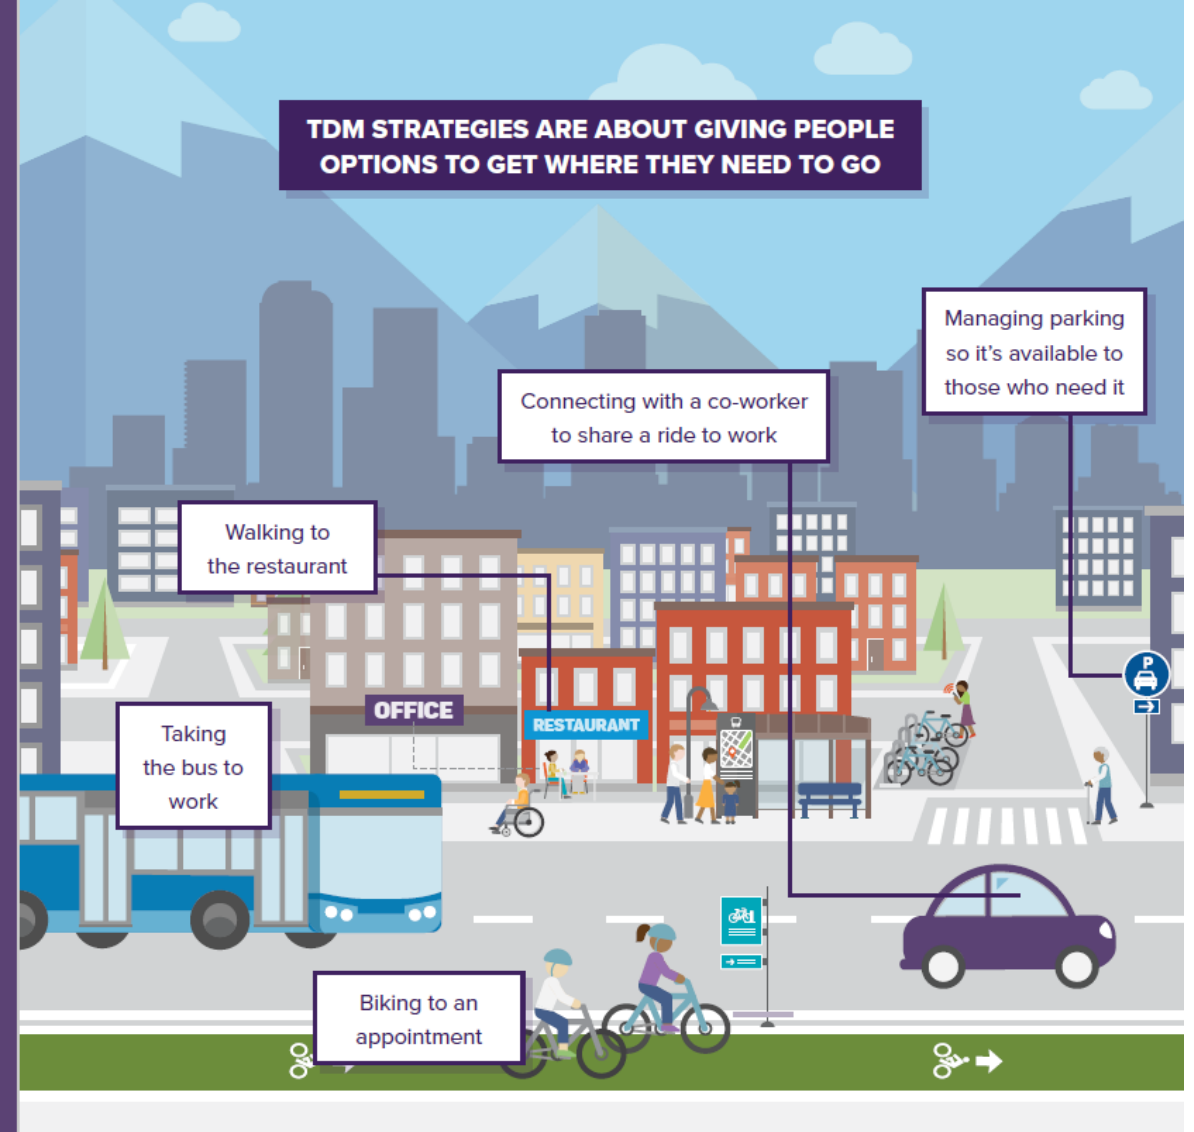 TDM STRATEGIES ARE ABOUT GIVING PEOPLE
OPTIONS TO GET WHERE THEY NEED TO GO
Managing parking
so it's available to
those who need it
Connecting with a co-worker
to share a ride to work
Walking to
the restaurant
P
OFFICE
RESTAURANT
Taking
the bus to
work
Biking to an
appointment